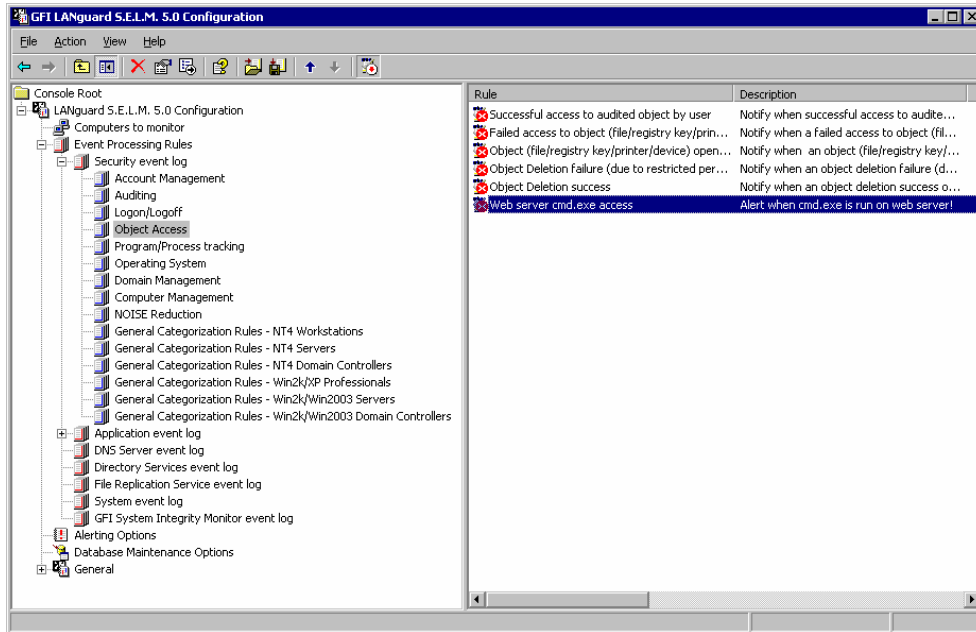 GFI LANguard S.E.L.M. 5.0 Configuration
File Action View Help
Console Root
LANguard S.E.L.M. 5.0 Configuration
Computers to monitor
Event Processing Rules
Security event log
Account Management
Auditing
Logon/Logoff
Object Access
Program/Process tracking
Operating System
Domain Management
Computer Management
NOISE Reduction
General Categorization Rules - NT4 Workstations
General Categorization Rules - NT4 Servers
General Categorization Rules - NT4 Domain Controllers
General Categorization Rules - Win2k/XP Professionals
General Categorization Rules - Win2k/Win2003 Servers
General Categorization Rules - Win2k/Win2003 Domain Controllers
Application event log
DNS Server event log
Directory Services event log
File Replication Service event log
System event log
GFI System Integrity Monitor event log
Alerting Options
Database Maintenance Options
General
Rule Description
Successful access to audited object by user Notify when successful access to audite...
Failed access to object (file/registry key/prin... Notify when a failed access to object (fil...
Object (file/registry key/printer/device) open... Notify when an object (file/registry key/...
Object Deletion failure (due to restricted per... Notify when an object deletion failure (d...
Object Deletion success Notify when an object deletion success o...
Web server cmd.exe access Alert when cmd.exe is run on web server!